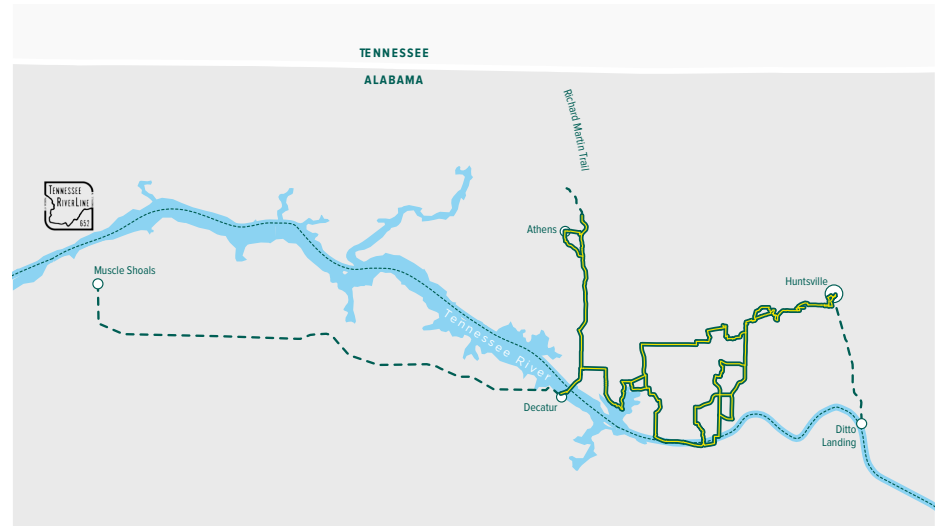 TENNESSEE
ALABAMA
Richard Martin Trail
TENNESSEE
RIVERLINE
652
Athens
Muscle Shoals
Huntsville
Tennessee River
Decatur
Ditto
Landing